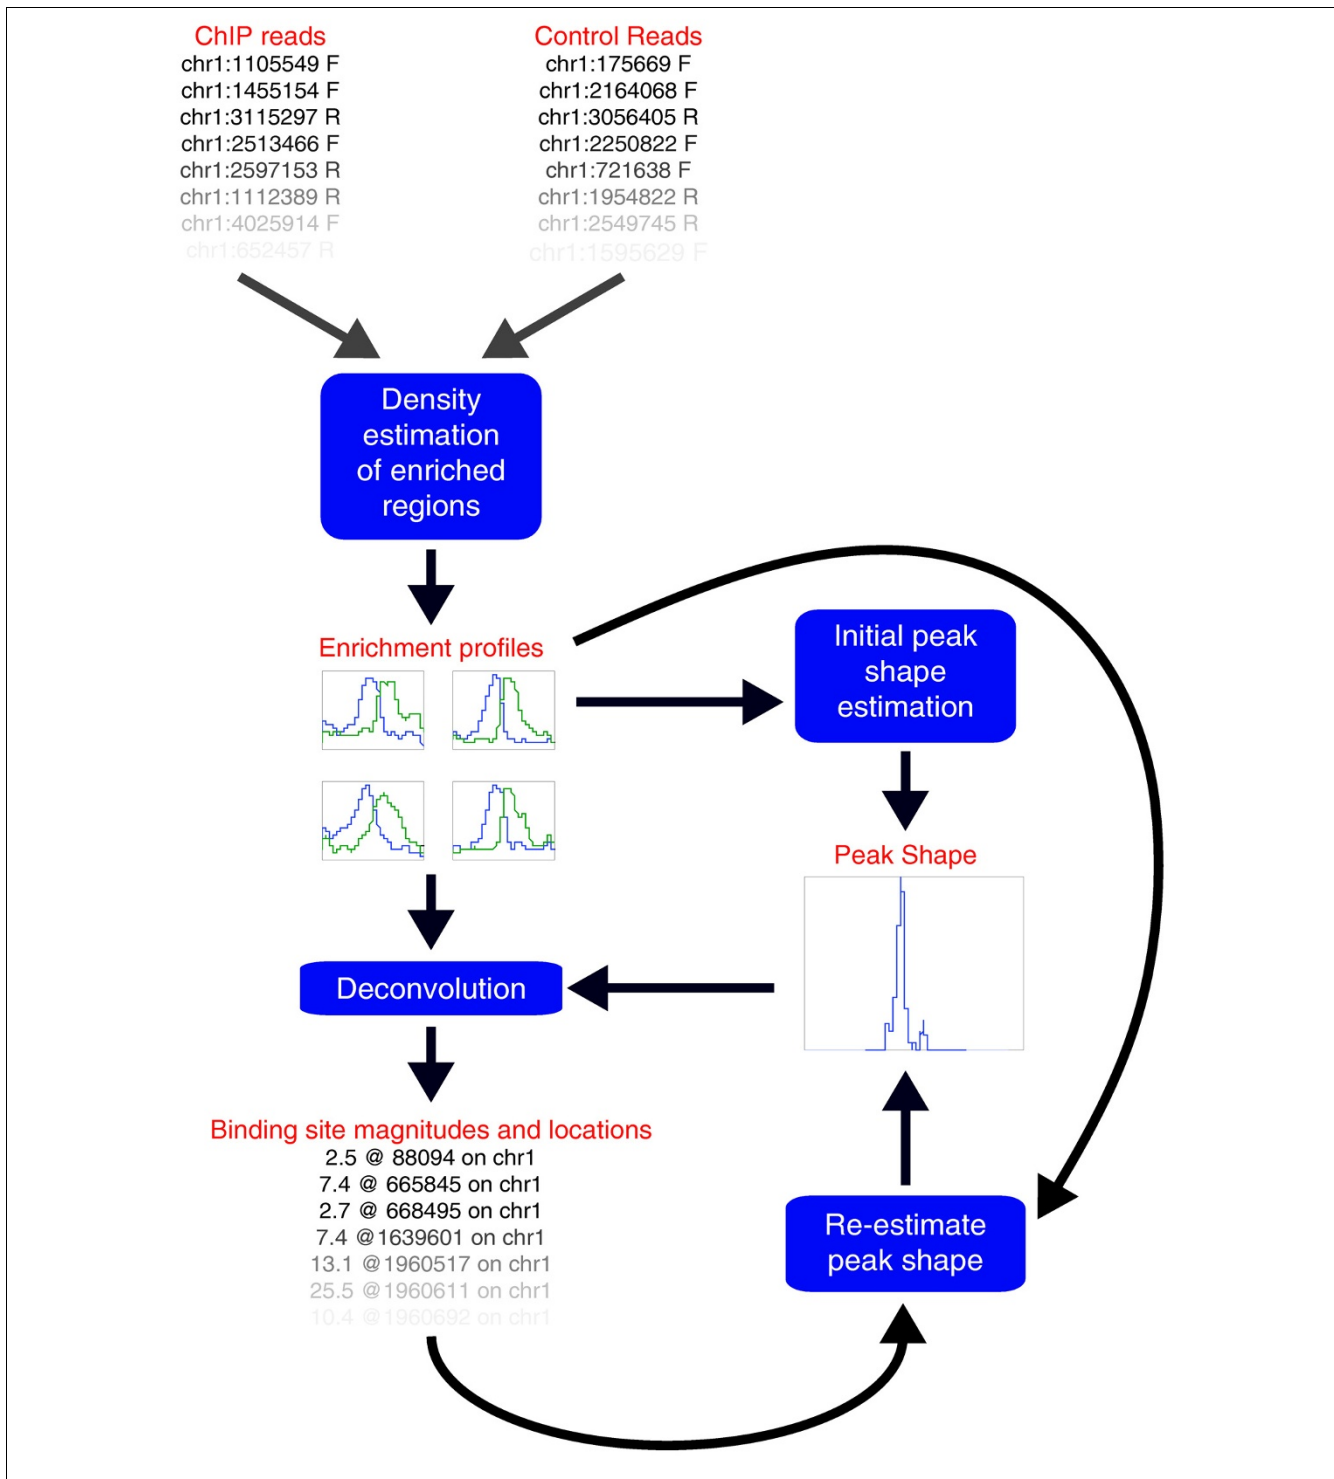 ChIP reads
chr1:1105549 F
chr1:1455154 F
chr1:3115297 R
chr1:2513466 F
chr1:2597153 R
chr1:1112389 R
chr1:4025914 F
chr1:652457 R
Control Reads
chr1:175669 F
chr1:2164068 F
chr1:3056405 R
chr1:2250822 F
chr1:721638 F
chr1:1954822 R
chr1:2549745 R
chr1:1595629 F
Density
estimation
of enriched
regions
Enrichment profiles
Initial peak
shape
estimation
Peak Shape
Deconvolution
Binding site magnitudes and locations
2.5 @ 88094 on chr1
7.4 @ 665845 on chr1
2.7 @ 668495 on chr1
7.4 @1639601 on chr1
13.1 @1960517 on chr1
25.5 @1960611 on chr1
10.4 @1960692 on chr1
Re-estimate
peak shape